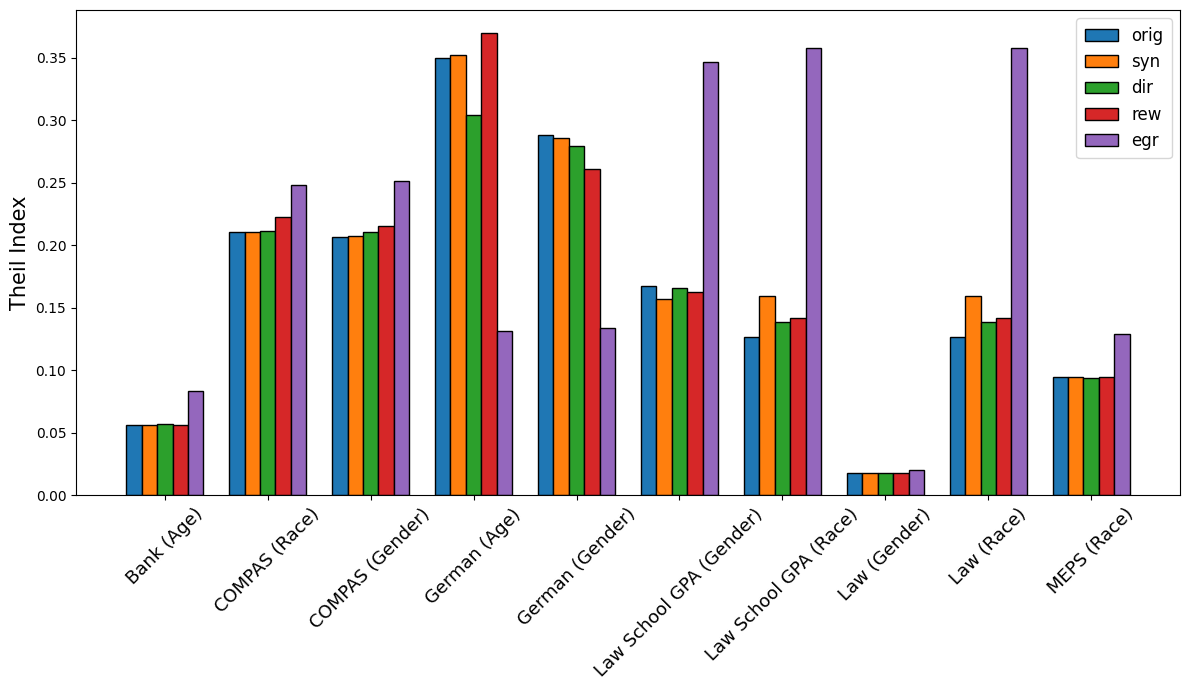 Theil Index
0.35
0.30
0.25
0.20
0.15
0.10
0.05
0.00
orig
syn
dir
rew
egr
Bank (Age)
COMPAS (Race)
COMPAS (Gender)
German (Age)
German (Gender)
Law School GPA (Gender)
Law School GPA (Race)
Law (Gender)
Law (Race)
MEPS (Race)